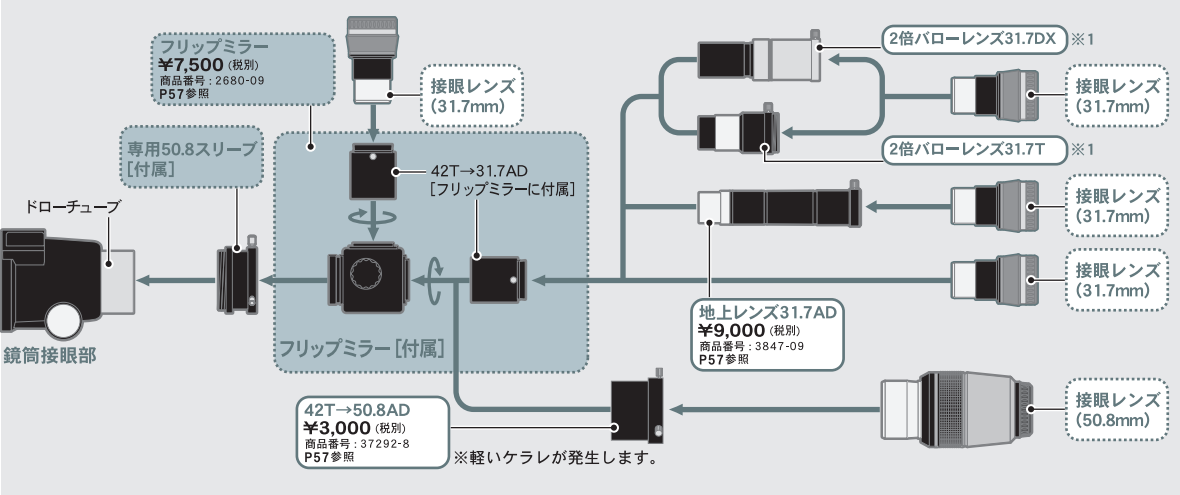 フリップミラー
¥7,500（税別）
商品番号：2680-09
P57参照
接眼レンズ
（31.7mm）
2倍バローレンズ31.7DX ※1
接眼レンズ
（31.7mm）
2倍バローレンズ31.7T ※1
専用50.8スリーブ
［付属］
42T→31.7AD
［フリップミラーに付属］
ドローチューブ
接眼レンズ
（31.7mm）
接眼レンズ
（31.7mm）
地上レンズ31.7AD
¥9,000（税別）
商品番号：3847-09
P57参照
鏡筒接眼部
フリップミラー［付属］
42T→50.8AD
¥3,000（税別）
商品番号：37292-8
P57参照
※軽いケラレが発生します。
接眼レンズ
（50.8mm）